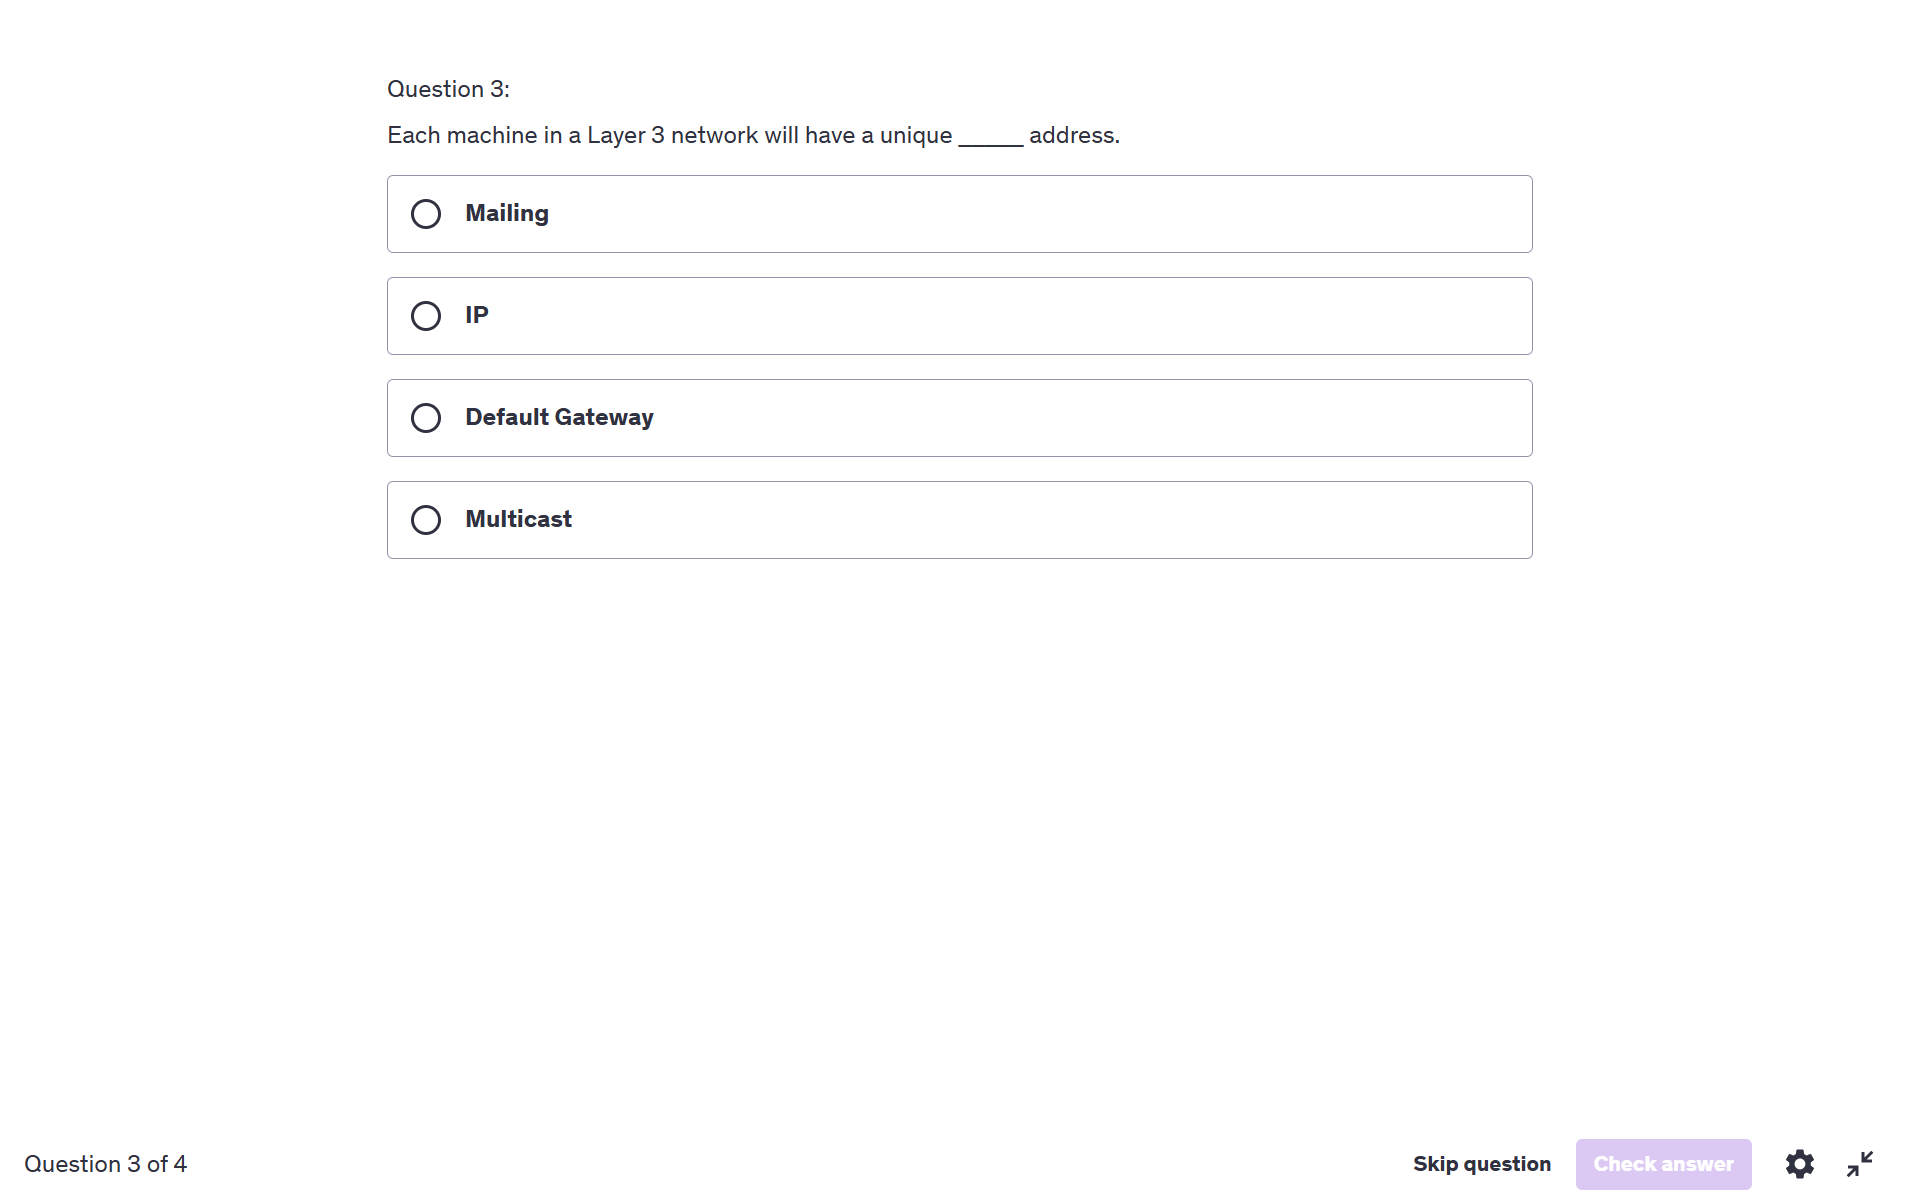 Question 3:
Each machine in a Layer 3 network will have a unique _____ address.
Mailing
IP
Default Gateway
Multicast
Question 3 of 4
Skip question
Check answer